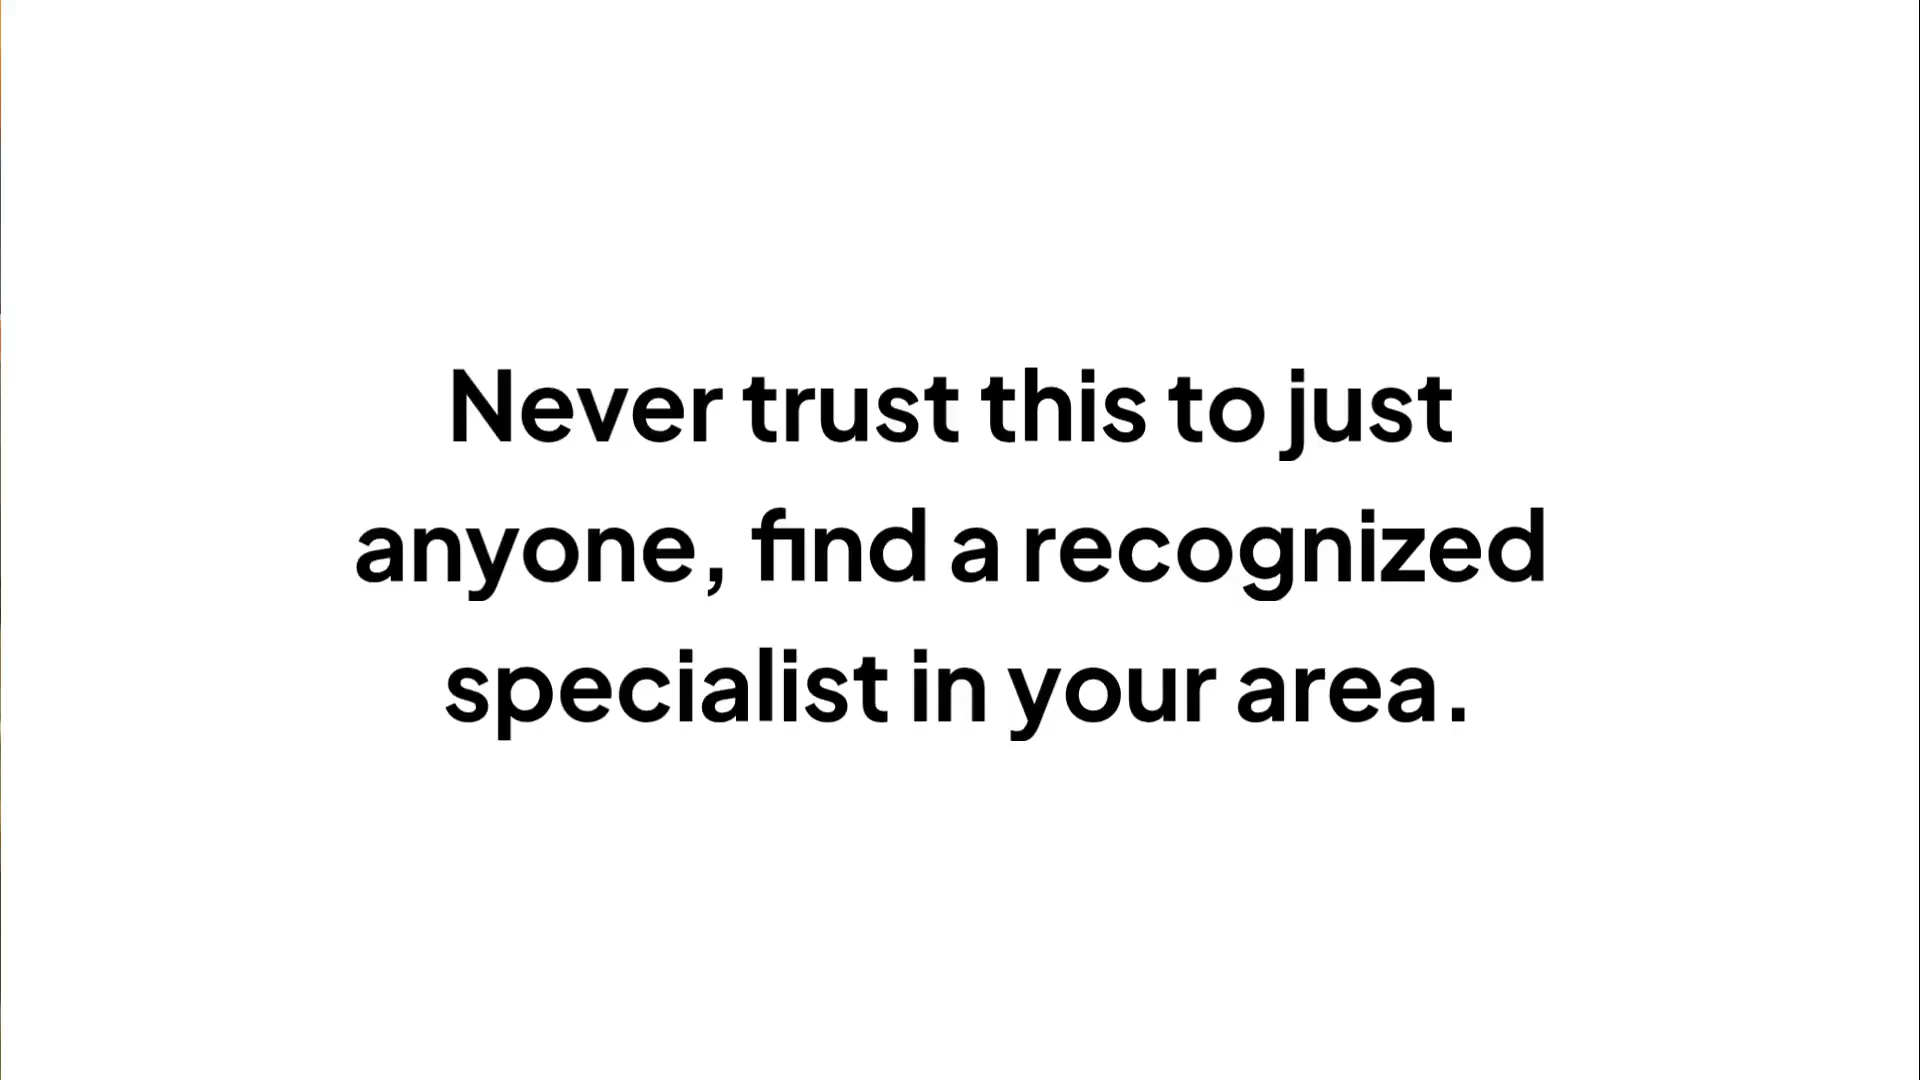 Never trust this to just
anyone, find a recognized
specialist in your area.